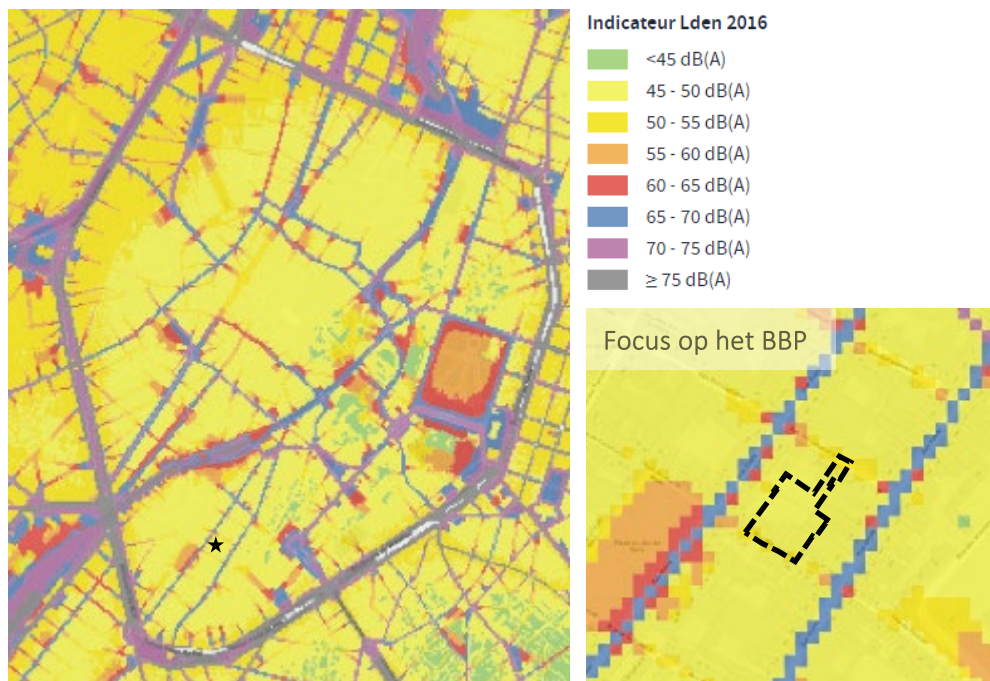 Indicateur Lden 2016
<45 dB(A)
45 - 50 dB(A)
50 - 55 dB(A)
55 - 60 dB(A)
60 - 65 dB(A)
65 - 70 dB(A)
70 - 75 dB(A)
≥ 75 dB(A)
Focus op het BBP